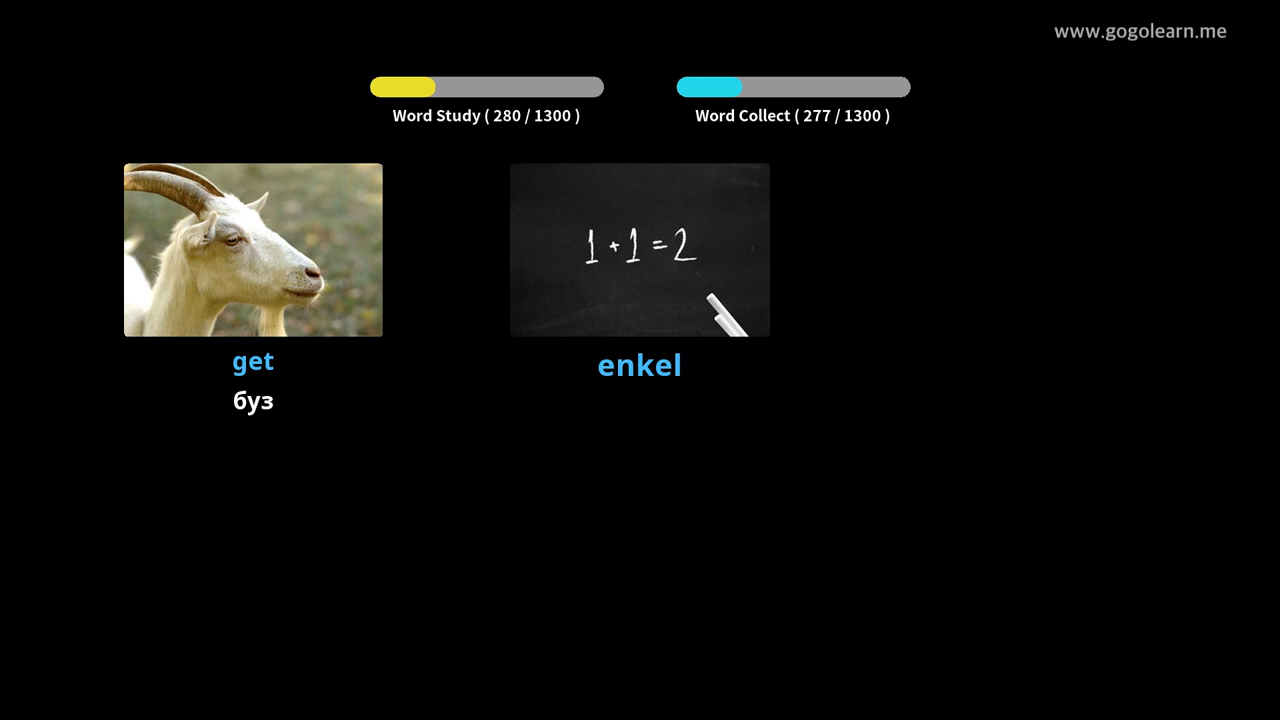 www.gogolearn.me
Word Study ( 280 / 1300 )
Word Collect ( 277 / 1300 )
1 + 1 = 2
get
enkel
буз